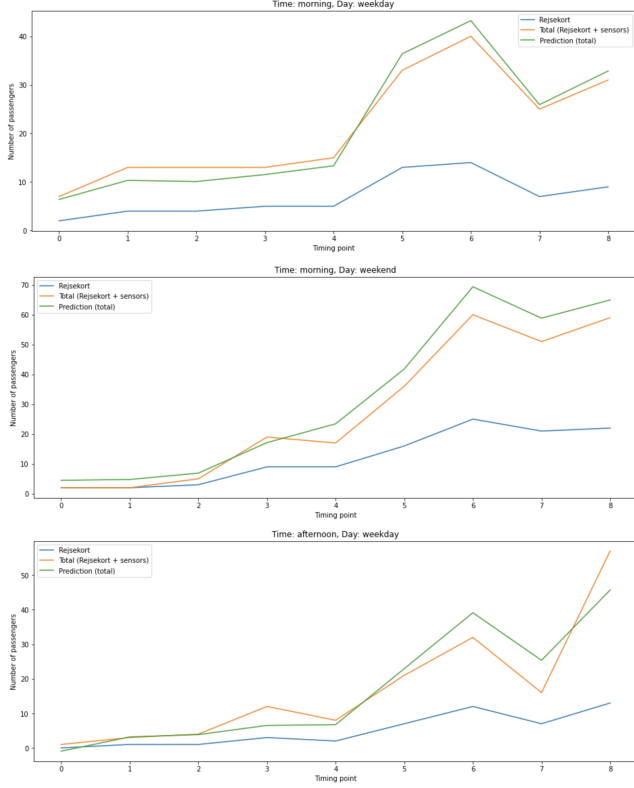 Time: morning, Day: weekday
Number of passengers
40
30
20
10
0
Rejsekort
Total (Rejsekort + sensors)
Prediction (total)
0 1 2 3 4 5 6 7 8
Timing point
Time: morning, Day: weekend
Number of passengers
70
60
50
40
30
20
10
0
Rejsekort
Total (Rejsekort + sensors)
Prediction (total)
0 1 2 3 4 5 6 7 8
Timing point
Time: afternoon, Day: weekday
Number of passengers
50
40
30
20
10
0
Rejsekort
Total (Rejsekort + sensors)
Prediction (total)
0 1 2 3 4 5 6 7 8
Timing point